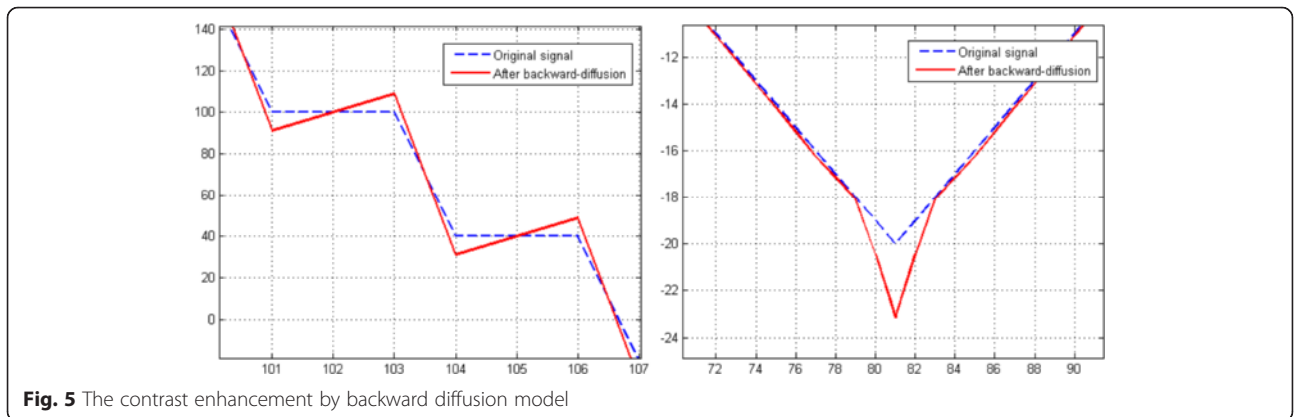 140
120
100
80
60
40
20
0
101 102 103 104 105 106 107
Original signal
After backward-diffusion
-12
-14
-16
-18
-20
-22
-24
72 74 76 78 80 82 84 86 88 90
Original signal
After backward-diffusion
Fig. 5 The contrast enhancement by backward diffusion model